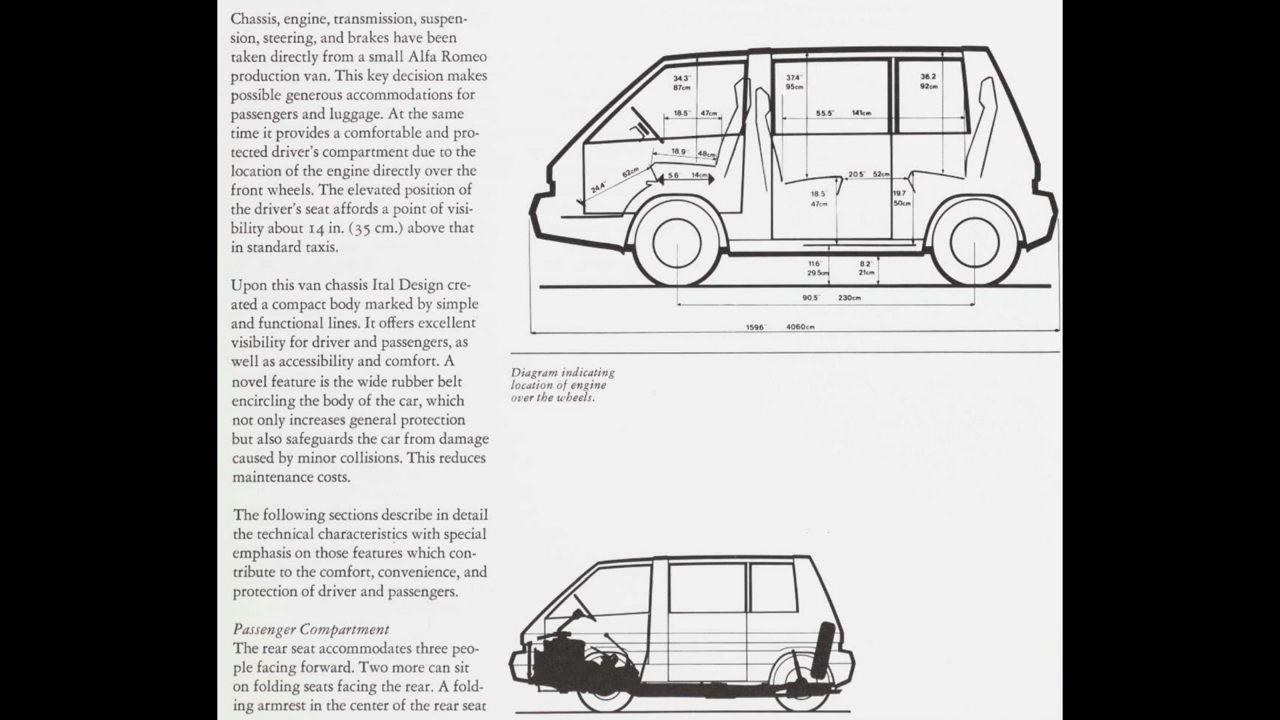 Chassis, engine, transmission, suspen-
sion, steering, and brakes have been
taken directly from a small Alfa Romeo
production van. This key decision makes
possible generous accommodations for
passengers and luggage. At the same
time it provides a comfortable and pro-
tected driver's compartment due to the
location of the engine directly over the
front wheels. The elevated position of
the driver's seat affords a point of visi-
bility about 14 in. (35 cm.) above that
in standard taxis.
Upon this van chassis Ital Design cre-
ated a compact body marked by simple
and functional lines. It offers excellent
visibility for driver and passengers, as
well as accessibility and comfort. A
novel feature is the wide rubber belt
encircling the body of the car, which
not only increases general protection
but also safeguards the car from damage
caused by minor collisions. This reduces
maintenance costs.
The following sections describe in detail
the technical characteristics with special
emphasis on those features which con-
tribute to the comfort, convenience, and
protection of driver and passengers.
Passenger Compartment
The rear seat accommodates three peo-
ple facing forward. Two more can sit
on folding seats facing the rear. A fold-
ing armrest in the center of the rear seat
34.3"
87cm
37.4"
95cm
36.2
92cm
18.5" 47cm
55.5" 141cm
18.9" 48cm
24.4" 62cm
5.6" 14cm
20.5" 52cm
18.5"
47cm
19.7
50cm
11.6"
29.5cm
8.2"
21cm
90.5" 230cm
159.6" 4060cm
Diagram indicating
location of engine
over the wheels.